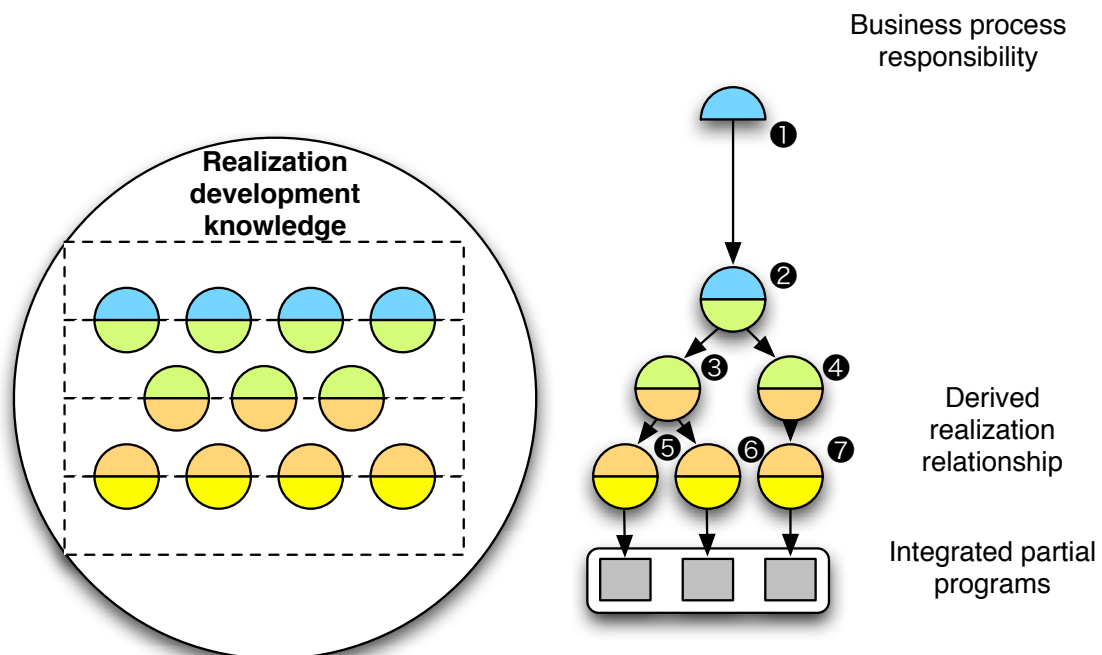 Business process
responsibility
❶
Realization
development
knowledge
❷
❸
❹
❺
❻
❼
Derived
realization
relationship
Integrated partial
programs